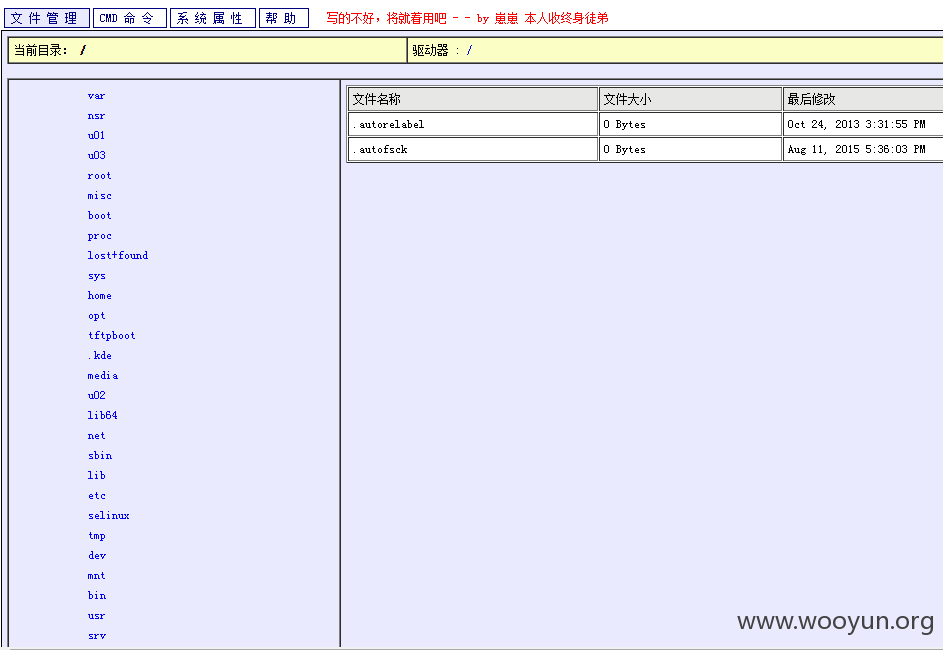 文件管理 CMD命令 系统属性 帮助 写的不好，将就着用吧 - - by 崽崽 本人收终身徒弟
当前目录： / 驱动器 : /
var
nsr
u01
u03
root
misc
boot
proc
lost+found
sys
home
opt
tftpboot
.kde
media
u02
lib64
net
sbin
lib
etc
selinux
tmp
dev
mnt
bin
usr
srv
文件名称 文件大小 最后修改
.autorelabel 0 Bytes Oct 24, 2013 3:31:55 PM
.autofsck 0 Bytes Aug 11, 2015 5:36:03 PM
www.wooyun.org